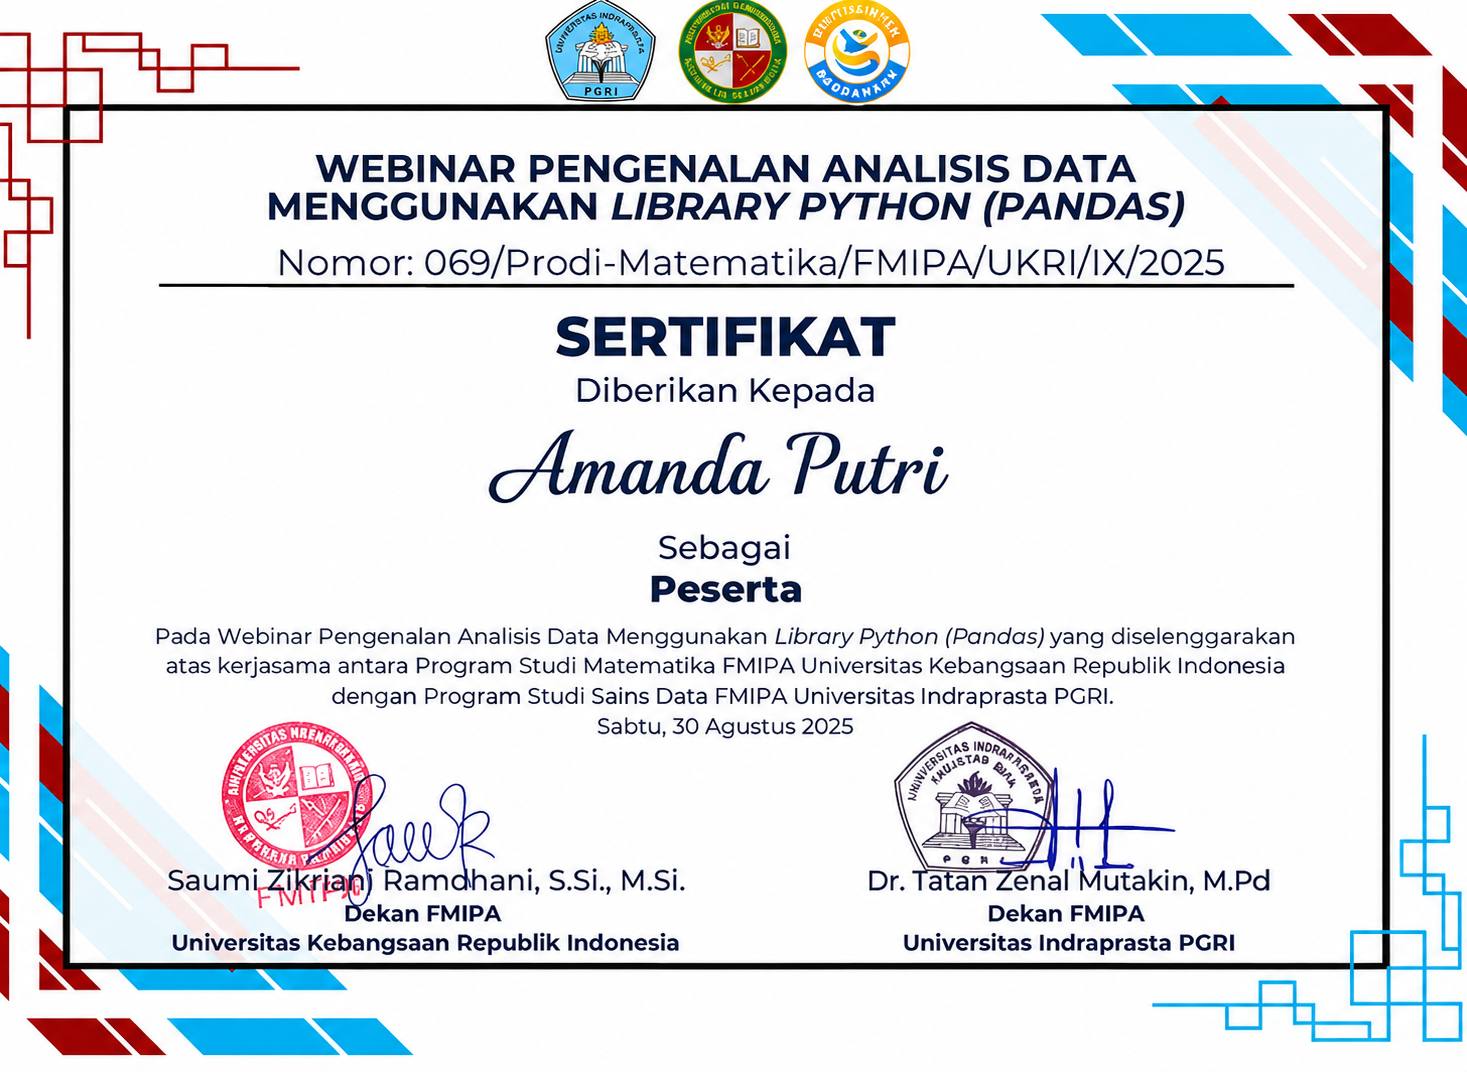 UNIVERSITAS INDRAPRASTA
PGRI
WEBINAR PENGENALAN ANALISIS DATA
MENGGUNAKAN LIBRARY PYTHON (PANDAS)
Nomor: 069/Prodi-Matematika/FMIPA/UKRI/IX/2025
SERTIFIKAT
Diberikan Kepada
Amanda Putri
Sebagai
Peserta
Pada Webinar Pengenalan Analisis Data Menggunakan Library Python (Pandas) yang diselenggarakan
atas kerjasama antara Program Studi Matematika FMIPA Universitas Kebangsaan Republik Indonesia
dengan Program Studi Sains Data FMIPA Universitas Indraprasta PGRI.
Sabtu, 30 Agustus 2025
Saumi Zikriani Ramdhani, S.Si., M.Si.
Dekan FMIPA
Universitas Kebangsaan Republik Indonesia
Dr. Tatan Zenal Mutakin, M.Pd
Dekan FMIPA
Universitas Indraprasta PGRI